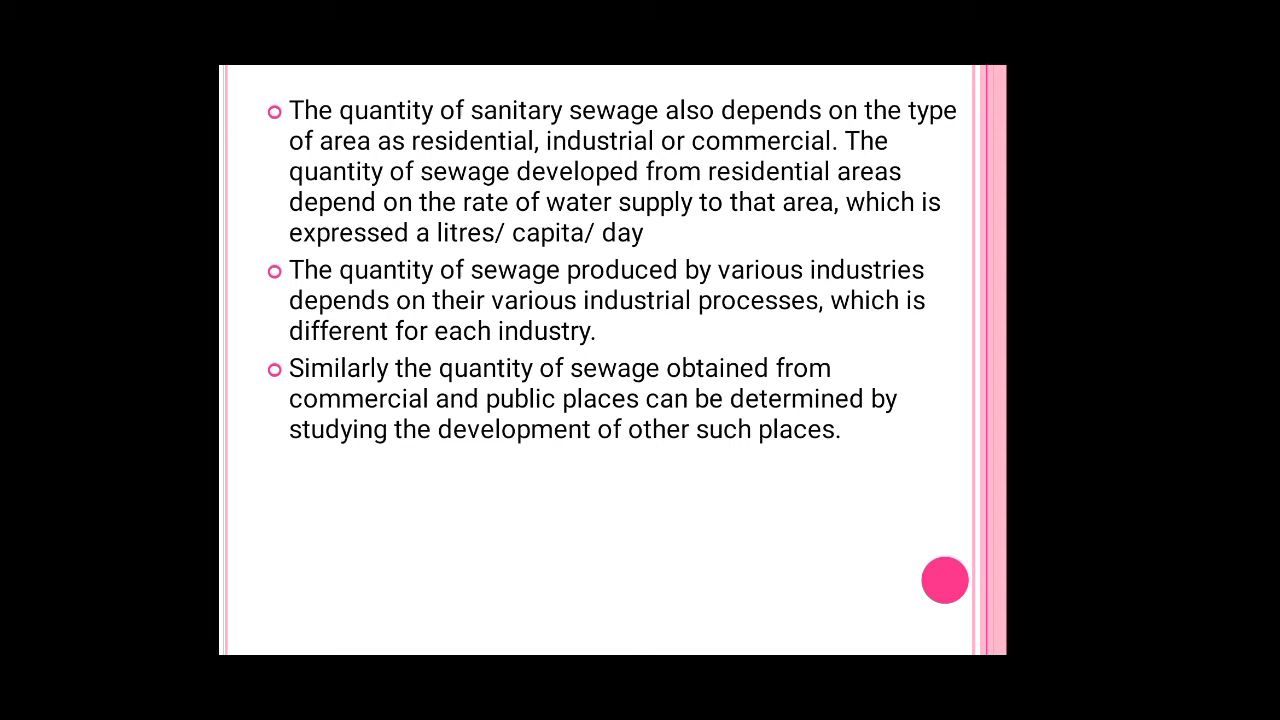 The quantity of sanitary sewage also depends on the type
of area as residential, industrial or commercial. The
quantity of sewage developed from residential areas
depend on the rate of water supply to that area, which is
expressed a litres/ capita/ day
The quantity of sewage produced by various industries
depends on their various industrial processes, which is
different for each industry.
Similarly the quantity of sewage obtained from
commercial and public places can be determined by
studying the development of other such places.